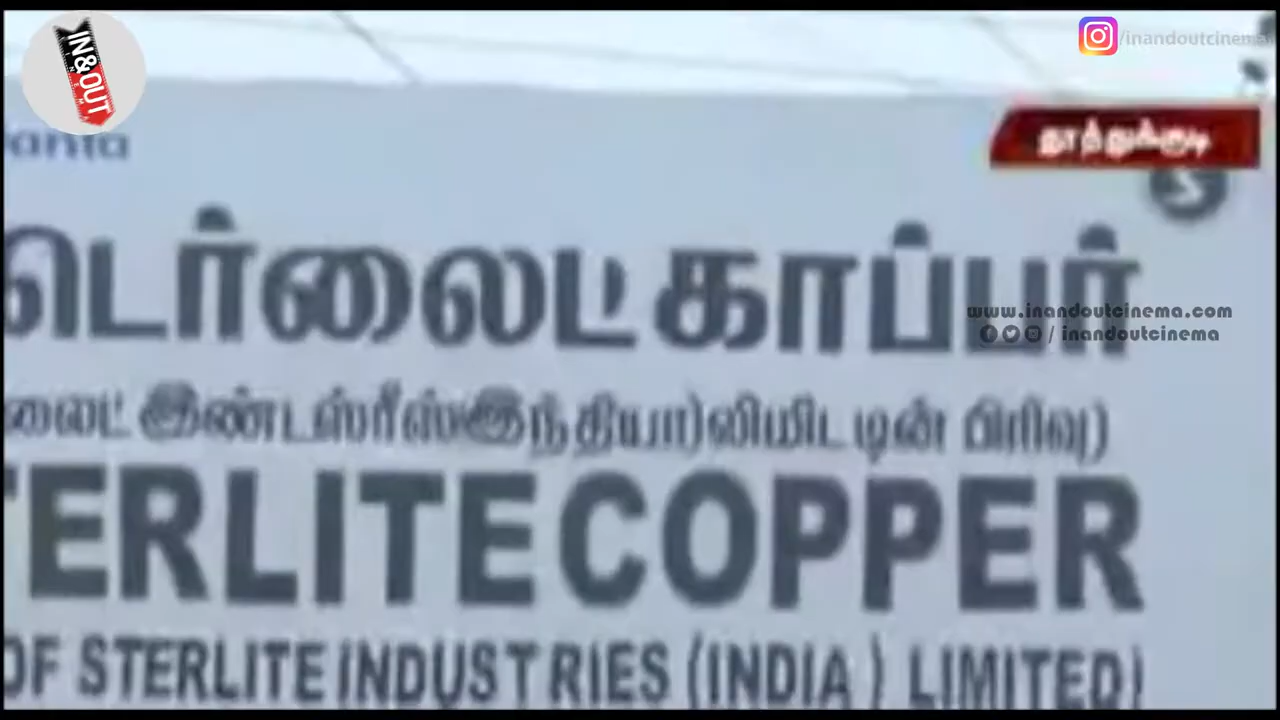 IN&OUT
/inandoutcinema
தூத்துக்குடி
டெர்லைட் காப்பர்
www.inandoutcinema.com
/ inandoutcinema
லைட் இண்டஸ்ரீஸ்(இந்தியா)லிமிடடின் பிரிவு)
TERLITE COPPER
OF STERLITE INDUSTRIES (INDIA ) LIMITED)